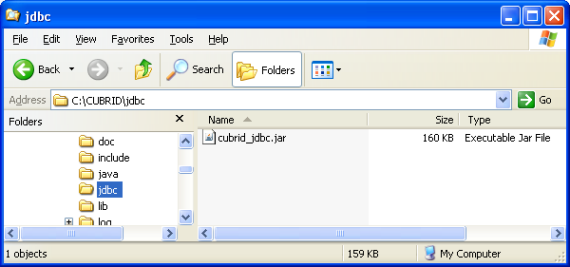 jdbc
File Edit View Favorites Tools Help
Back Search Folders
Address C:\CUBRID\jdbc Go
Folders
Name Size Type
cubrid_jdbc.jar 160 KB Executable Jar File
doc
include
java
jdbc
lib
log
1 objects 159 KB My Computer